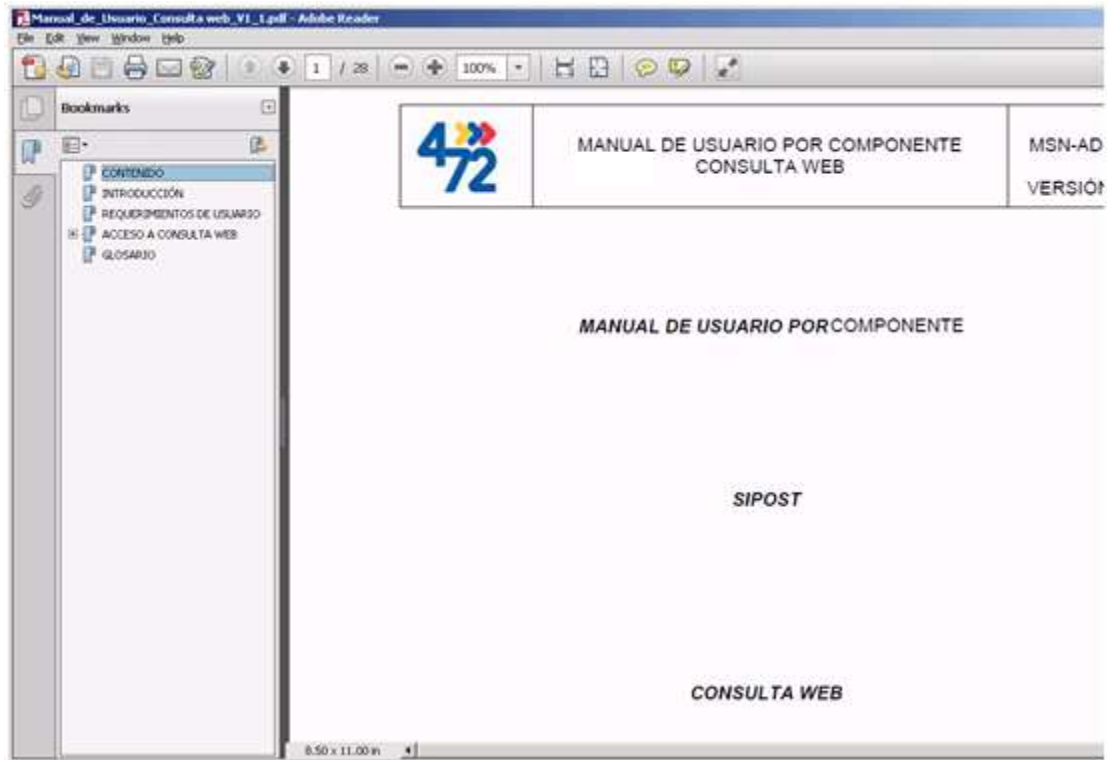 Manual_de_Usuario_Consulta web_V1_1.pdf - Adobe Reader
File Edit View Window Help
1 / 28 100%
Bookmarks
CONTENIDO
INTRODUCCIÓN
REQUERIMIENTOS DE USUARIO
ACCESO A CONSULTA WEB
GLOSARIO
472
MANUAL DE USUARIO POR COMPONENTE
CONSULTA WEB
MSN-AD
VERSIÓN
MANUAL DE USUARIO POR COMPONENTE
SIPOST
CONSULTA WEB
8.50 x 11.00 in